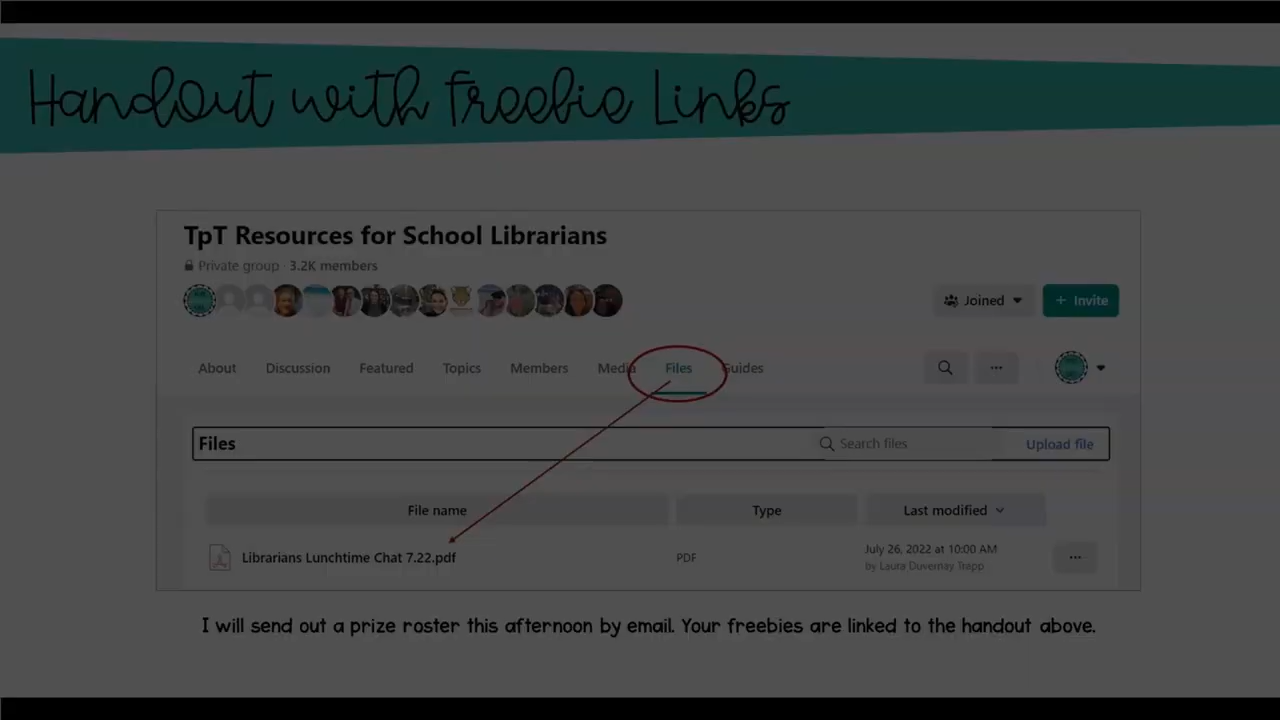 Handout with Freebie Links
TpT Resources for School Librarians
Private group · 3.2K members
Joined
+ Invite
About Discussion Featured Topics Members Media Files Guides
Files
Search files
Upload file
File name Type Last modified
Librarians Lunchtime Chat 7.22.pdf PDF July 26, 2022 at 10:00 AM
by Laura Duvernay Trapp
I will send out a prize roster this afternoon by email. Your freebies are linked to the handout above.